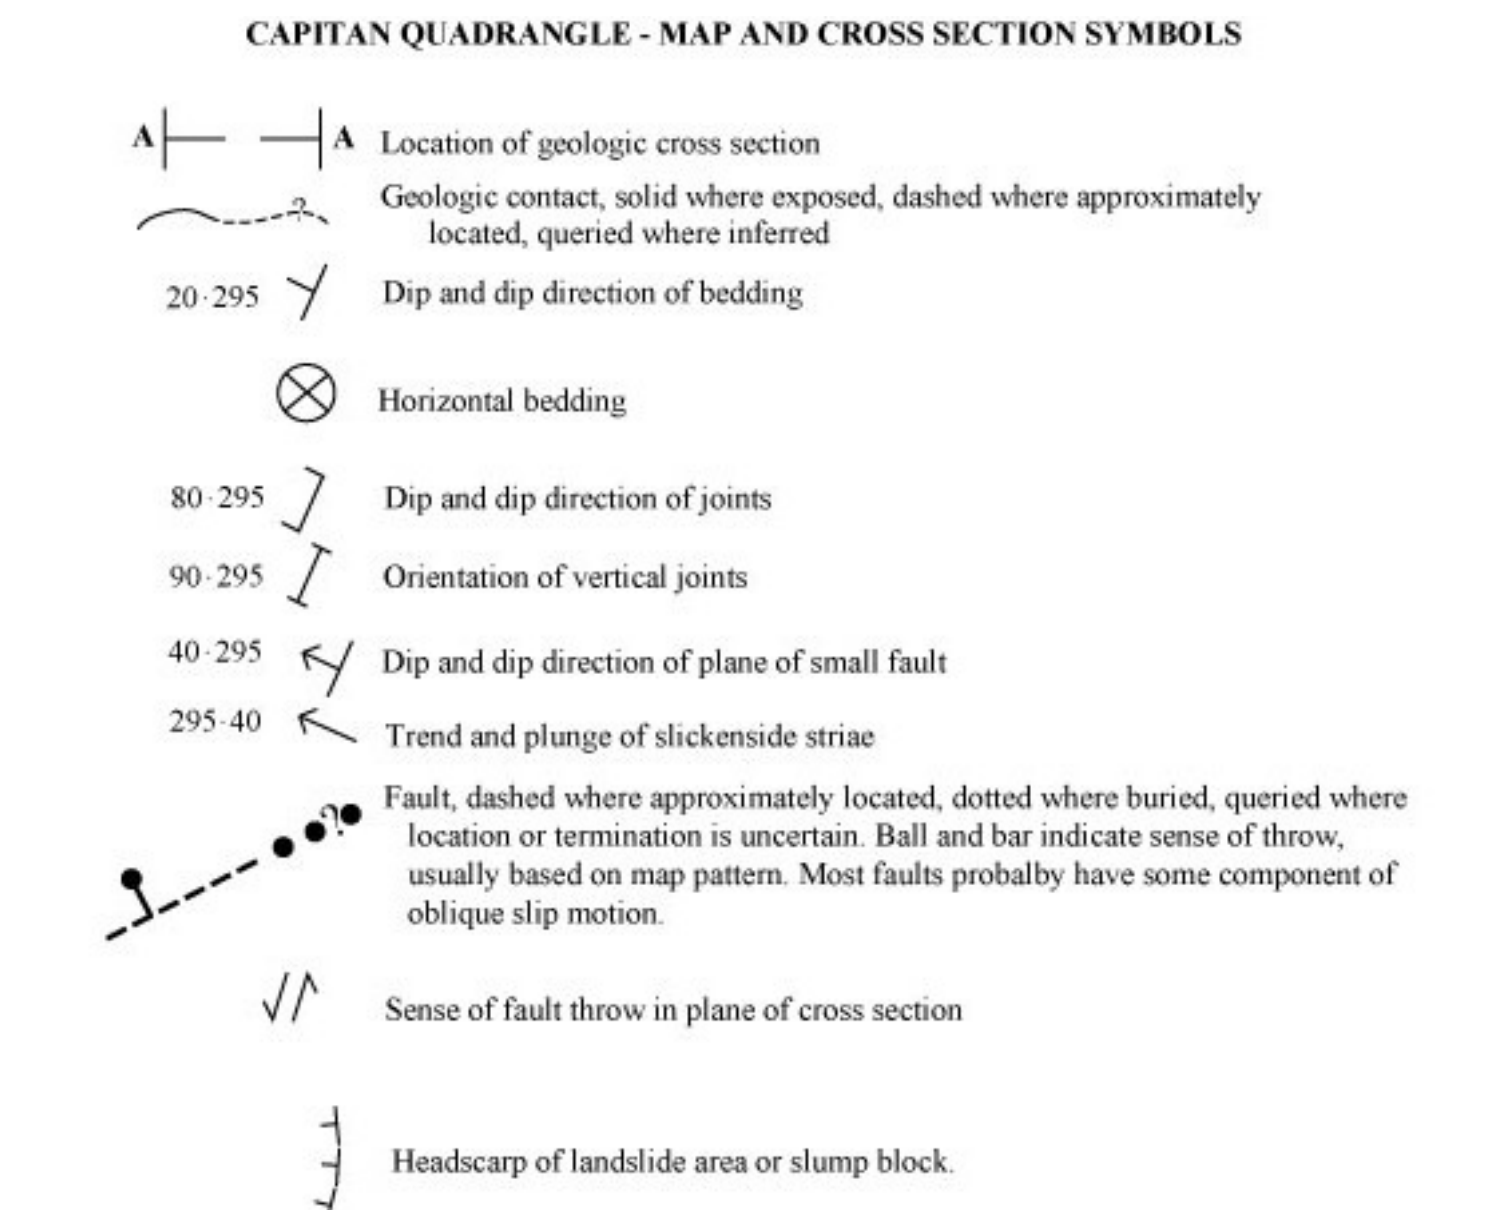 CAPITAN QUADRANGLE - MAP AND CROSS SECTION SYMBOLS
A A Location of geologic cross section
Geologic contact, solid where exposed, dashed where approximately
located, queried where inferred
?
20·295 Dip and dip direction of bedding
Horizontal bedding
80·295 Dip and dip direction of joints
90·295 Orientation of vertical joints
40·295 Dip and dip direction of plane of small fault
295·40 Trend and plunge of slickenside striae
? Fault, dashed where approximately located, dotted where buried, queried where
location or termination is uncertain. Ball and bar indicate sense of throw,
usually based on map pattern. Most faults probalby have some component of
oblique slip motion.
Sense of fault throw in plane of cross section
Headscarp of landslide area or slump block.